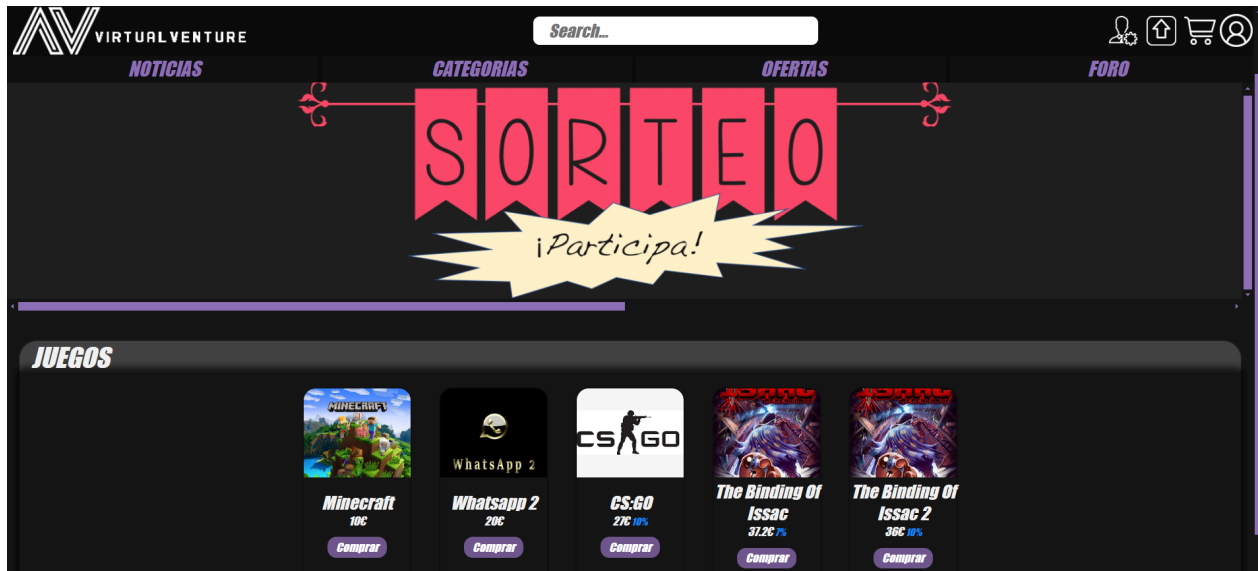 VIRTUALVENTURE
Search...
NOTICIAS
CATEGORIAS
OFERTAS
FORO
SORTEO
¡Participa!
JUEGOS
MINECRAFT
WhatsApp 2
CS GO
ISAAC
ISAAC
Minecraft
10€
Comprar
Whatsapp 2
20€
Comprar
CS:GO
27€ 10%
Comprar
The Binding Of
Issac
37.2€ 7%
Comprar
The Binding Of
Issac 2
36€ 10%
Comprar